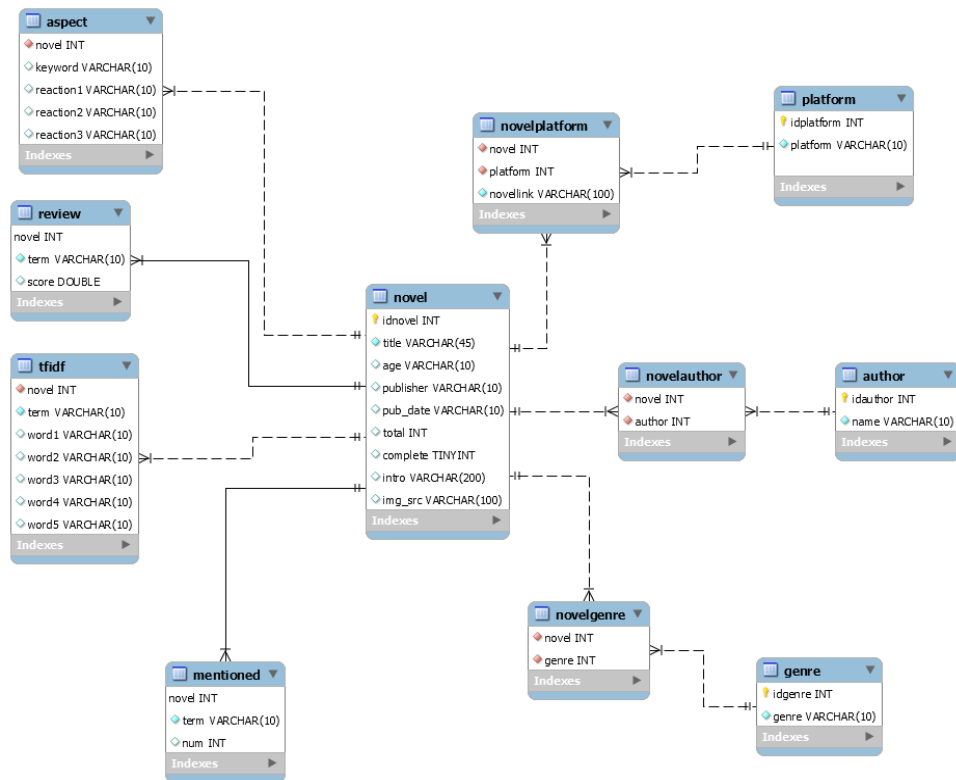 aspect
novel INT
keyword VARCHAR(10)
reaction1 VARCHAR(10)
reaction2 VARCHAR(10)
reaction3 VARCHAR(10)
Indexes
review
novel INT
term VARCHAR(10)
score DOUBLE
Indexes
tfidf
novel INT
term VARCHAR(10)
word1 VARCHAR(10)
word2 VARCHAR(10)
word3 VARCHAR(10)
word4 VARCHAR(10)
word5 VARCHAR(10)
Indexes
mentioned
novel INT
term VARCHAR(10)
num INT
Indexes
novel
idnovel INT
title VARCHAR(45)
age VARCHAR(10)
publisher VARCHAR(10)
pub_date VARCHAR(10)
total INT
complete TINYINT
intro VARCHAR(200)
img_src VARCHAR(100)
Indexes
novelplatform
novel INT
platform INT
novellink VARCHAR(100)
Indexes
platform
idplatform INT
platform VARCHAR(10)
Indexes
novelauthor
novel INT
author INT
Indexes
author
idauthor INT
name VARCHAR(10)
Indexes
novelgenre
novel INT
genre INT
Indexes
genre
idgenre INT
genre VARCHAR(10)
Indexes